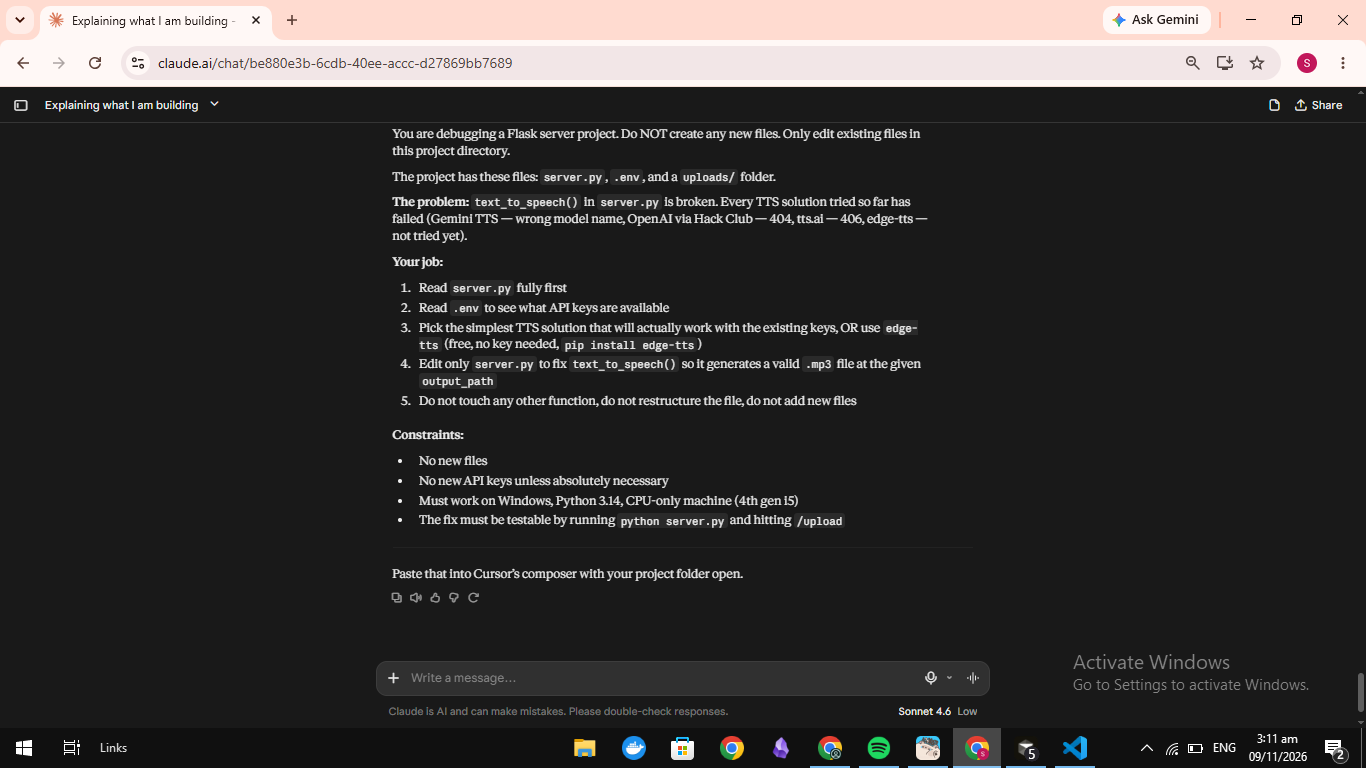 Explaining what I am building -
Ask Gemini
claude.ai/chat/be880e3b-6cdb-40ee-accc-d27869bb7689
S
Explaining what I am building
Share
You are debugging a Flask server project. Do NOT create any new files. Only edit existing files in
this project directory.
The project has these files: server.py, .env, and a uploads/ folder.
The problem: text_to_speech() in server.py is broken. Every TTS solution tried so far has
failed (Gemini TTS — wrong model name, OpenAI via Hack Club — 404, tts.ai — 406, edge-tts —
not tried yet).
Your job:
1. Read server.py fully first
2. Read .env to see what API keys are available
3. Pick the simplest TTS solution that will actually work with the existing keys, OR use edge-
tts (free, no key needed, pip install edge-tts)
4. Edit only server.py to fix text_to_speech() so it generates a valid .mp3 file at the given
output_path
5. Do not touch any other function, do not restructure the file, do not add new files
Constraints:
• No new files
• No new API keys unless absolutely necessary
• Must work on Windows, Python 3.14, CPU-only machine (4th gen i5)
• The fix must be testable by running python server.py and hitting /upload
Paste that into Cursor's composer with your project folder open.
Write a message...
Claude is AI and can make mistakes. Please double-check responses.
Sonnet 4.6 Low
Activate Windows
Go to Settings to activate Windows.
Links
5
ENG
3:11 am
09/11/2026
2